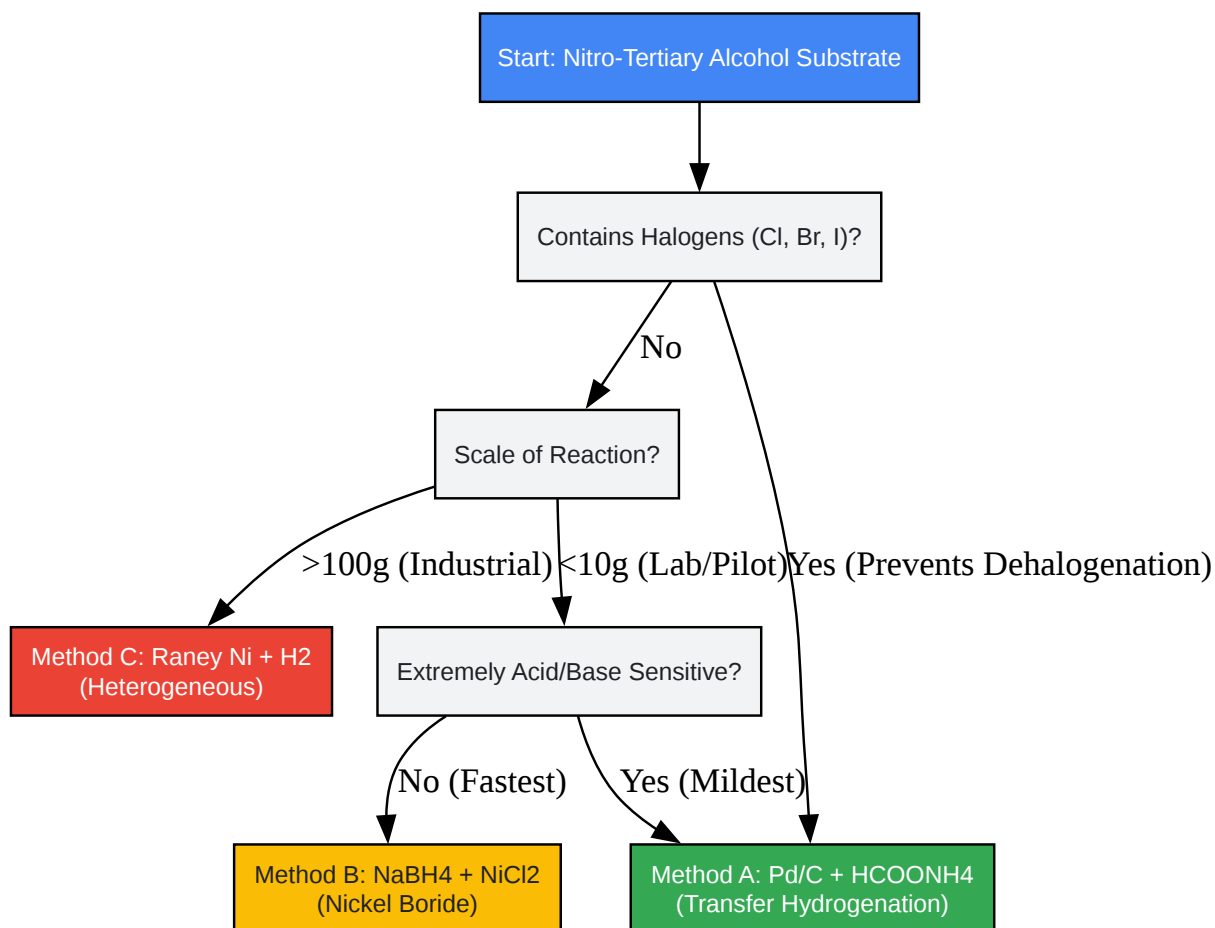 Start: Nitro-Tertiary Alcohol Substrate
Contains Halogens (Cl, Br, I)?
No
Scale of Reaction?
>100g (Industrial)
<10g (Lab/Pilot)
Yes (Prevents Dehalogenation)
Method C: Raney Ni + H2
(Heterogeneous)
Extremely Acid/Base Sensitive?
No (Fastest)
Yes (Mildest)
Method B: NaBH4 + NiCl2
(Nickel Boride)
Method A: Pd/C + HCOONH4
(Transfer Hydrogenation)